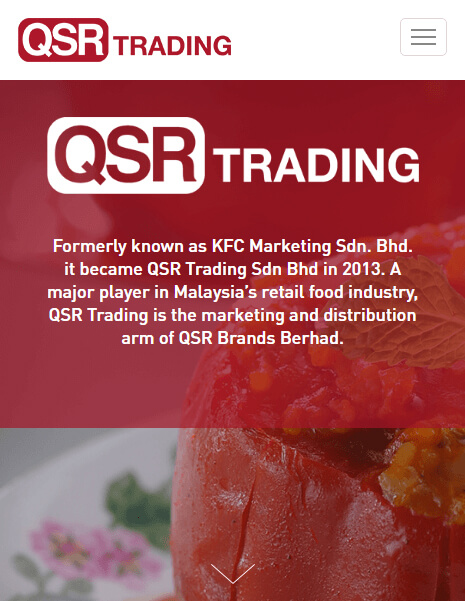 QSR TRADING
QSR TRADING
Formerly known as KFC Marketing Sdn. Bhd.
it became QSR Trading Sdn Bhd in 2013. A
major player in Malaysia’s retail food industry,
QSR Trading is the marketing and distribution
arm of QSR Brands Berhad.